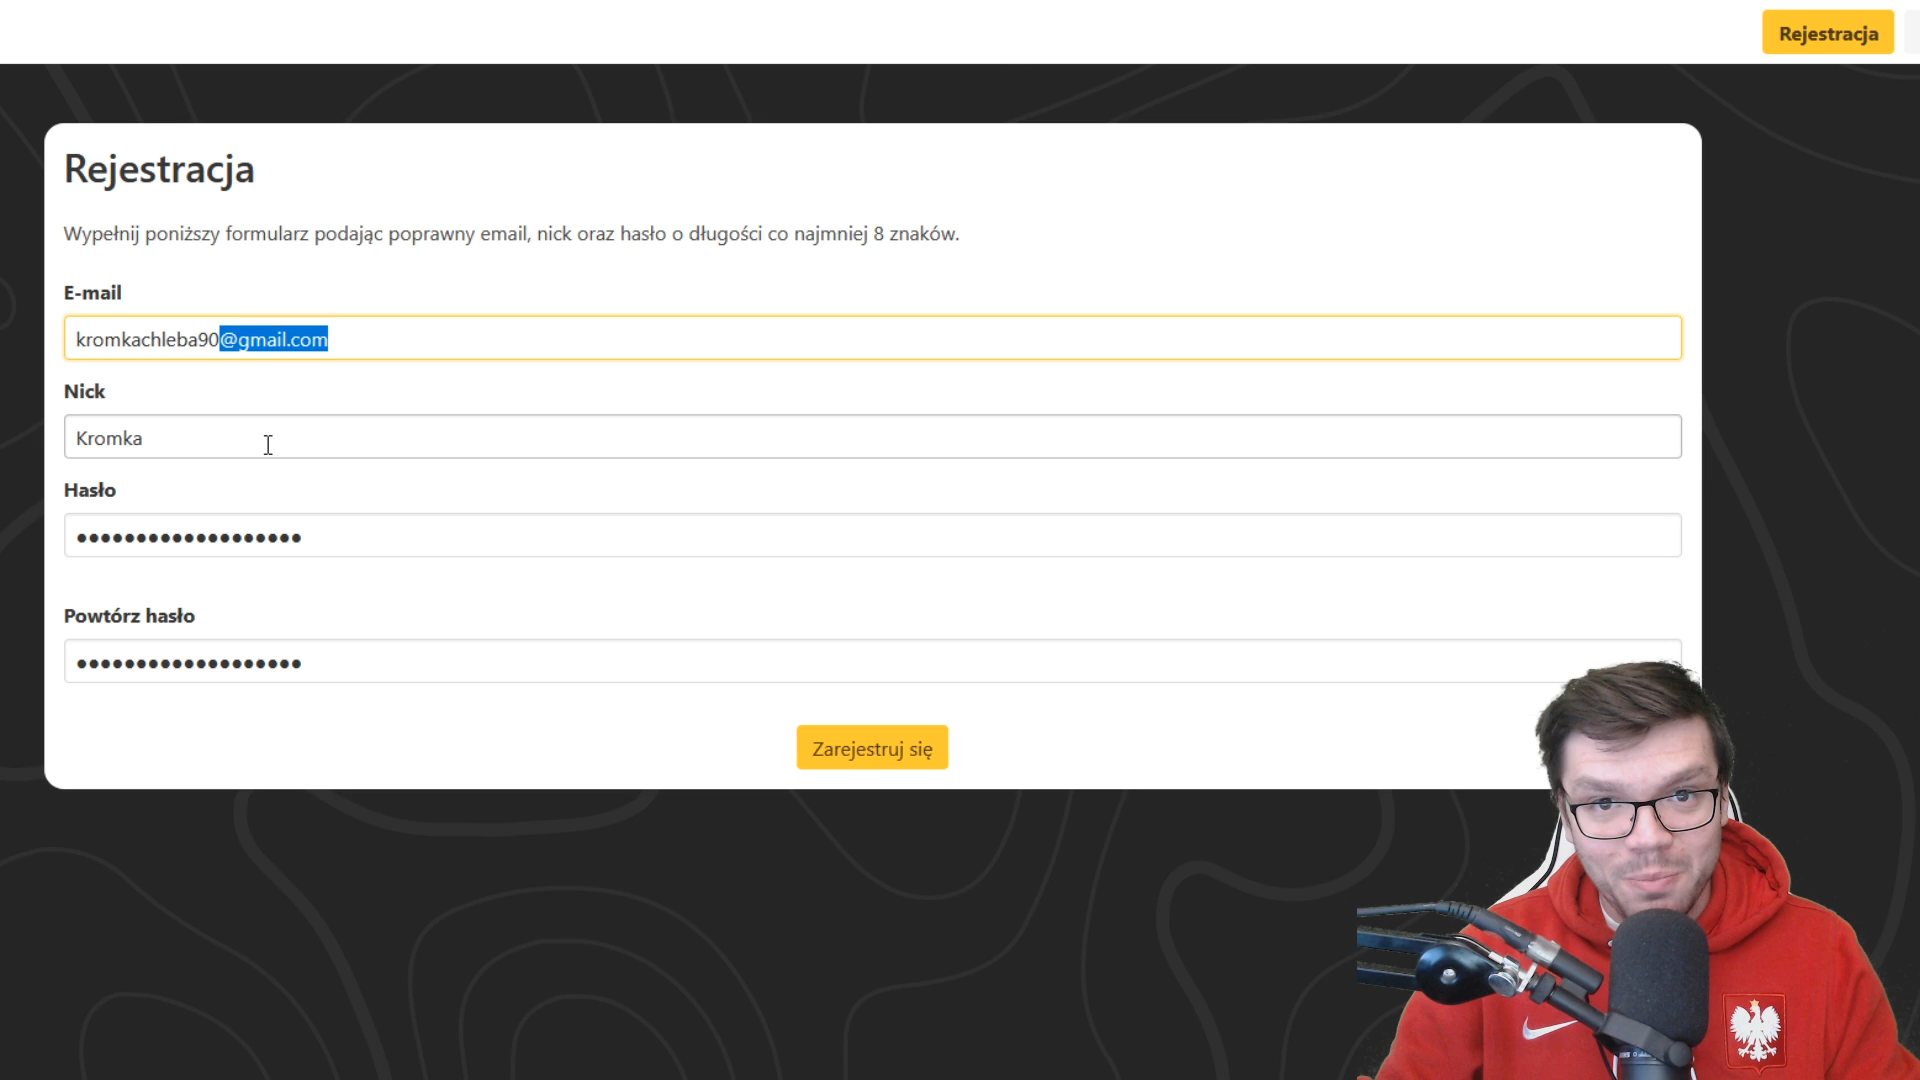 Rejestracja
Rejestracja
Wypełnij poniższy formularz podając poprawny email, nick oraz hasło o długości co najmniej 8 znaków.
E-mail
kromkachleba90@gmail.com
Nick
Kromka
Hasło
•••••••••••••••••••
Powtórz hasło
•••••••••••••••••••
Zarejestruj się